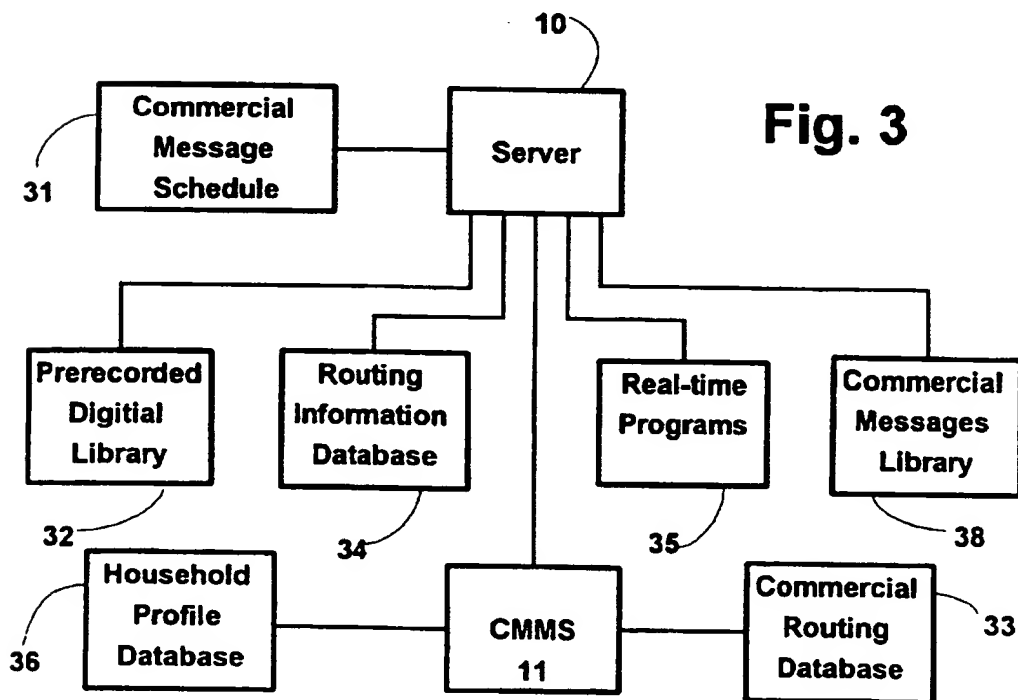 10
Commercial
Message
Schedule
31
Server
Fig. 3
Prerecorded
Digitial
Library
32
Routing
Information
Database
34
Real-time
Programs
35
Commercial
Messages
Library
38
Household
Profile
Database
36
CMMS
11
Commercial
Routing
Database
33